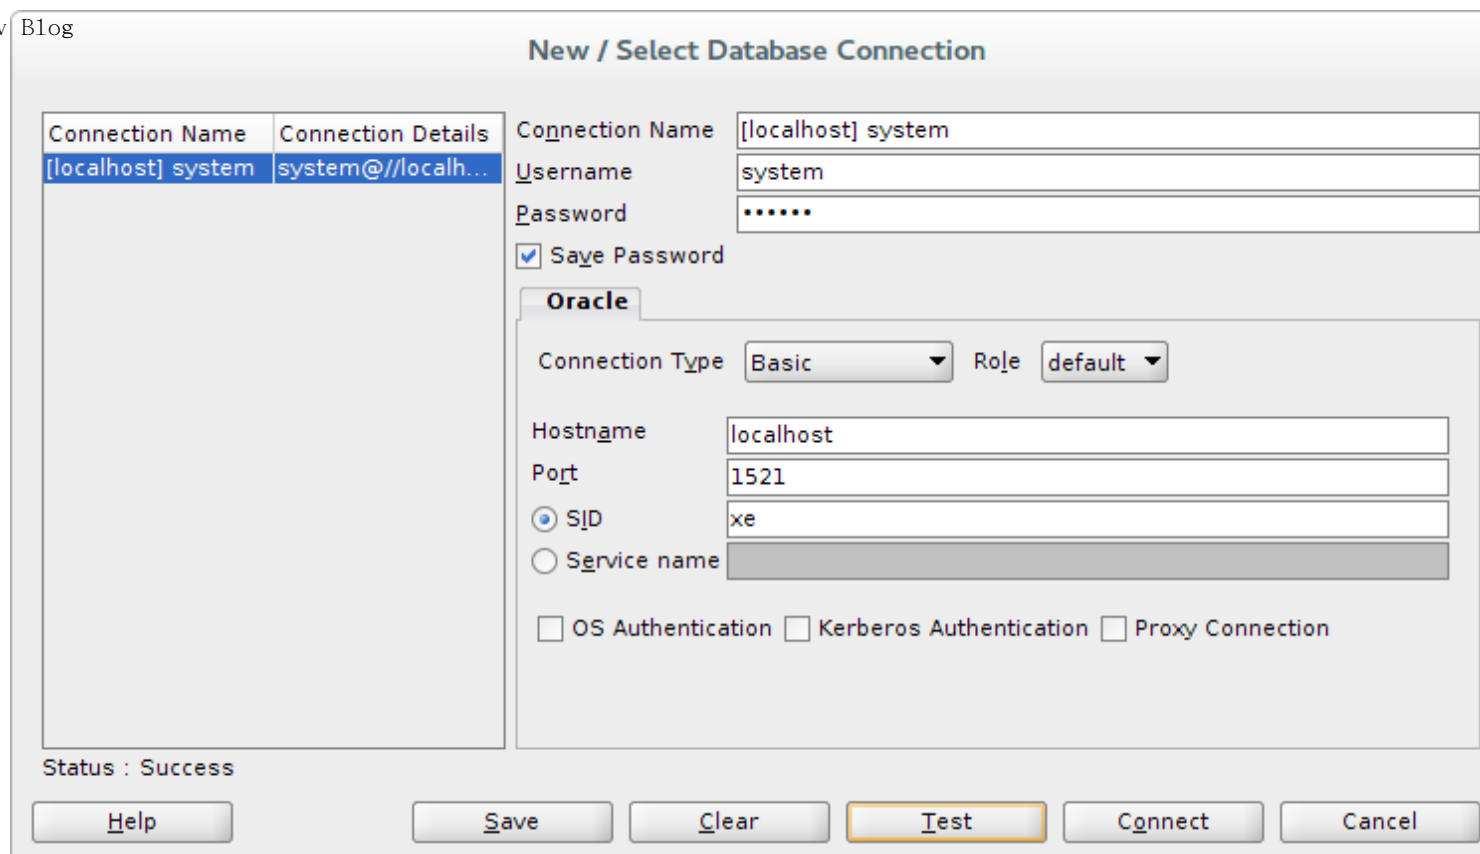 Blog
New / Select Database Connection
Connection Name Connection Details
[localhost] system system@//localh...
Connection Name [localhost] system
Username system
Password ••••••
Save Password
Oracle
Connection Type Basic Role default
Hostname localhost
Port 1521
SID xe
Service name
OS Authentication Kerberos Authentication Proxy Connection
Status : Success
Help Save Clear Test Connect Cancel